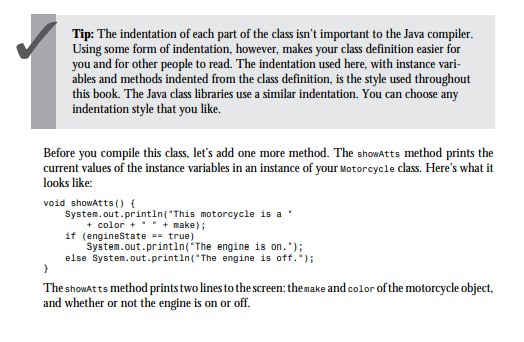 Tip: The indentation of each part of the class isn't important to the Java compiler.
Using some form of indentation, however, makes your class definition easier for
you and for other people to read. The indentation used here, with instance vari-
ables and methods indented from the class definition, is the style used throughout
this book. The Java class libraries use a similar indentation. You can choose any
indentation style that you like.
Before you compile this class, let's add one more method. The showAtts method prints the
current values of the instance variables in an instance of your Motorcycle class. Here's what it
looks like:
void showAtts() {
System.out.println("This motorcycle is a "
+ color + " " + make);
if (engineState == true)
System.out.println("The engine is on.");
else System.out.println("The engine is off.");
}
The showAtts method prints two lines to the screen: the make and color of the motorcycle object,
and whether or not the engine is on or off.